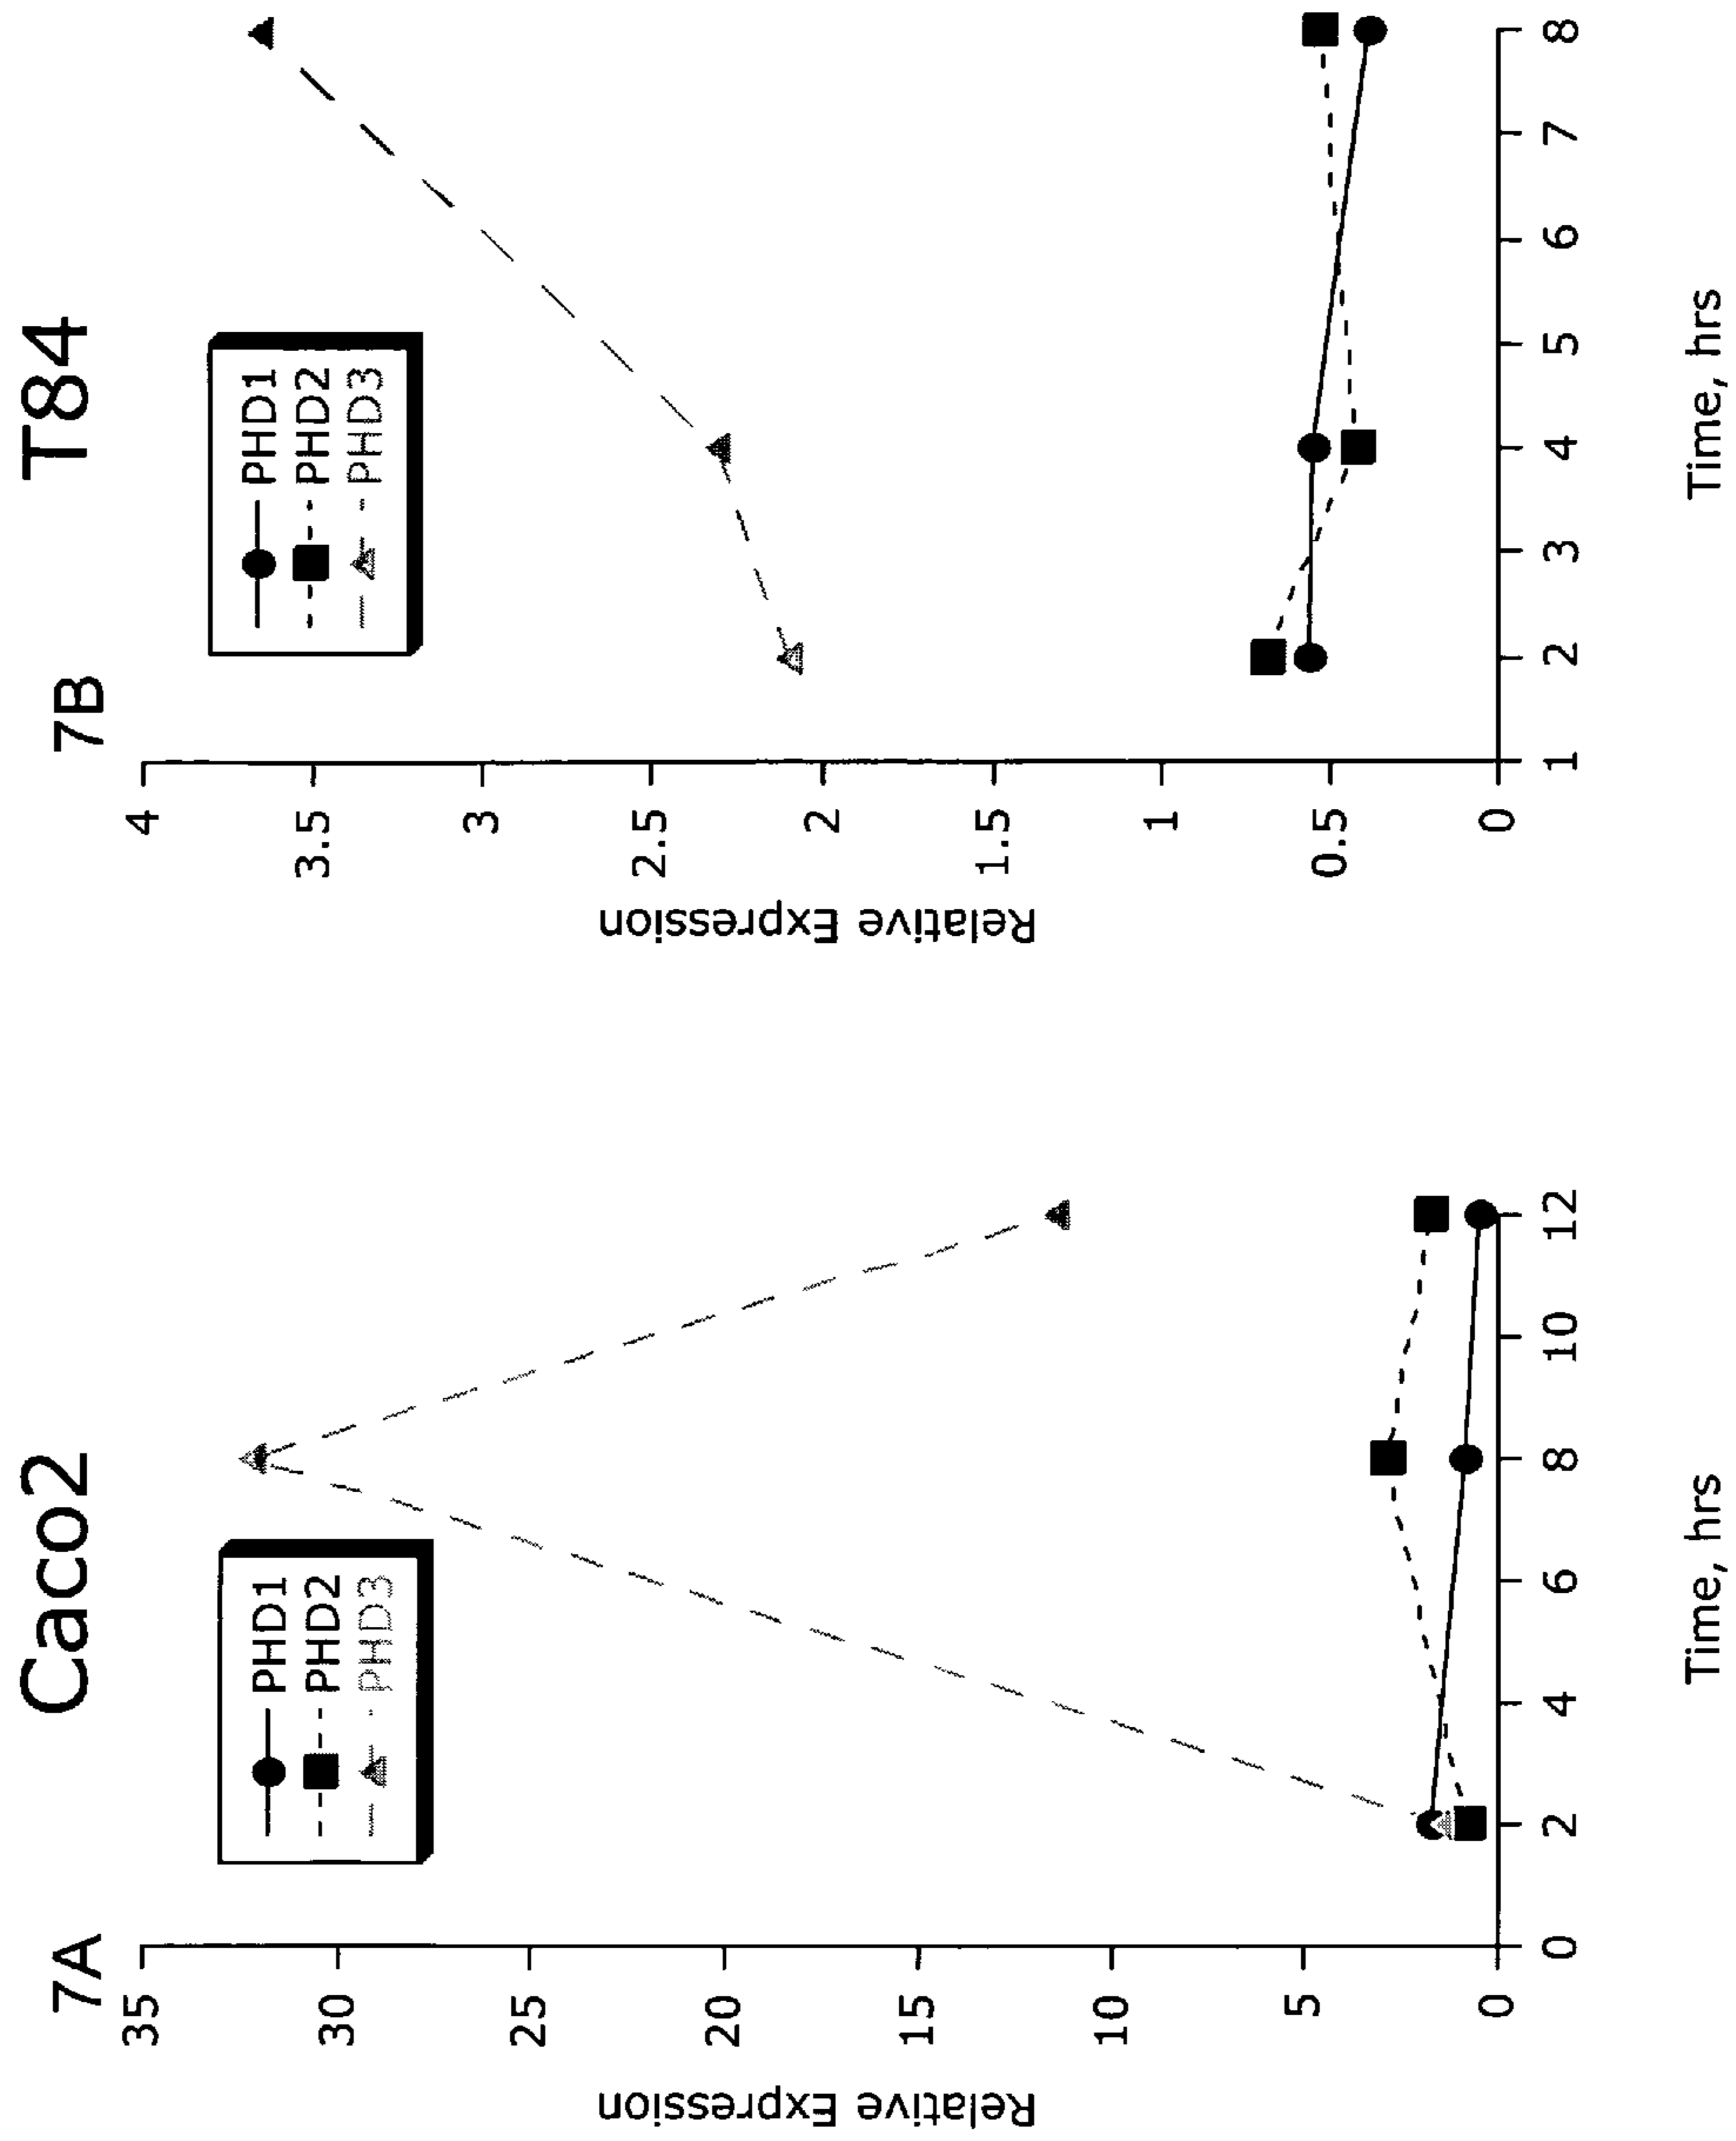 7A
Caco2
Relative Expression
35
30
25
20
15
10
5
0
PHD1
PHD2
PHD3
0 2 4 6 8 10 12
Time, hrs
7B
T84
Relative Expression
4
3.5
3
2.5
2
1.5
1
0.5
0
PHD1
PHD2
PHD3
1 2 3 4 5 6 7 8
Time, hrs